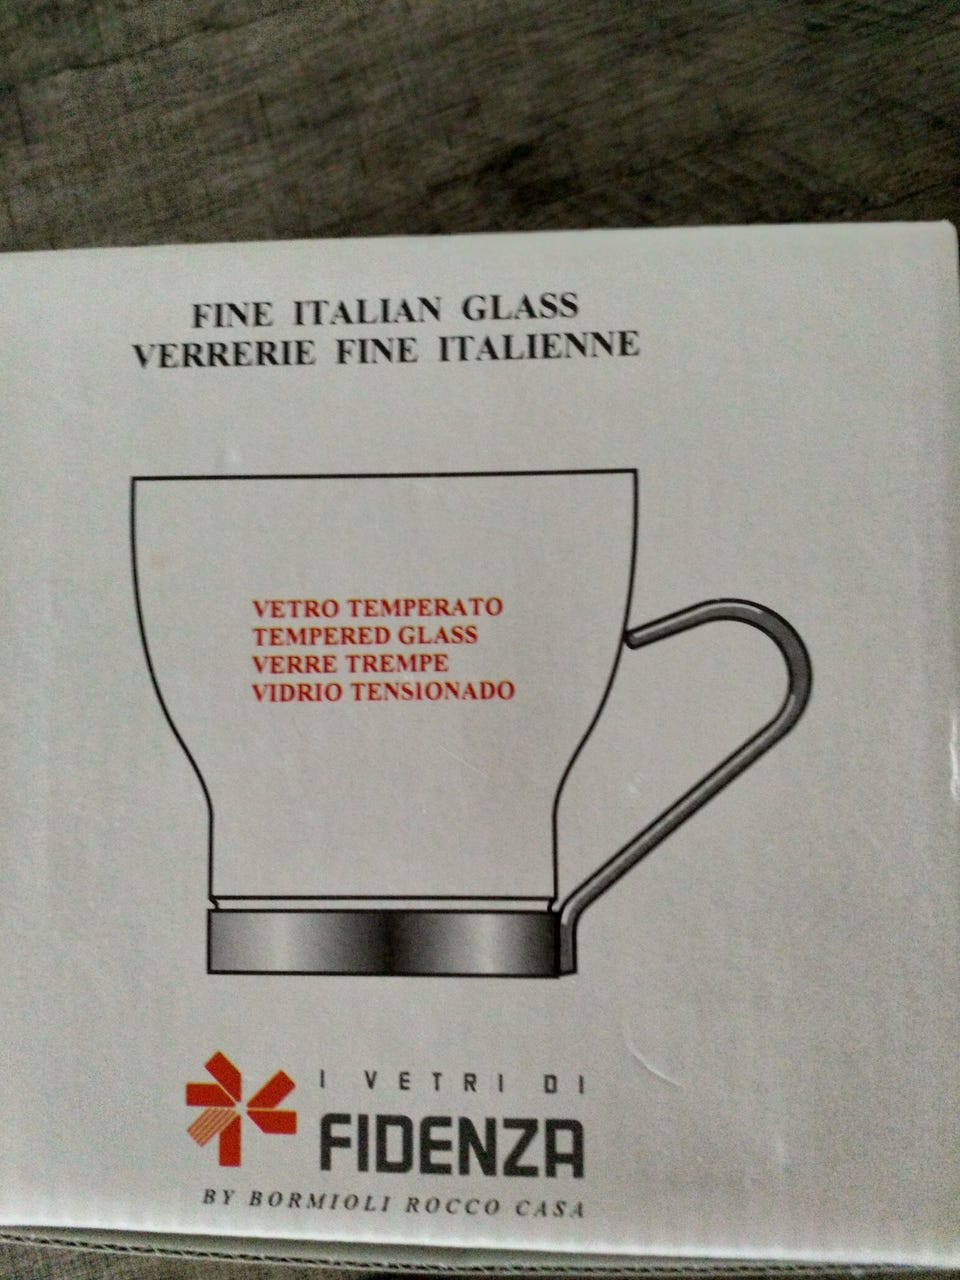 FINE ITALIAN GLASS
VERRERIE FINE ITALIENNE
VETRO TEMPERATO
TEMPERED GLASS
VERRE TREMPE
VIDRIO TENSIONADO
I VETRI DI
FIDENZA
BY BORMIOLI ROCCO CASA